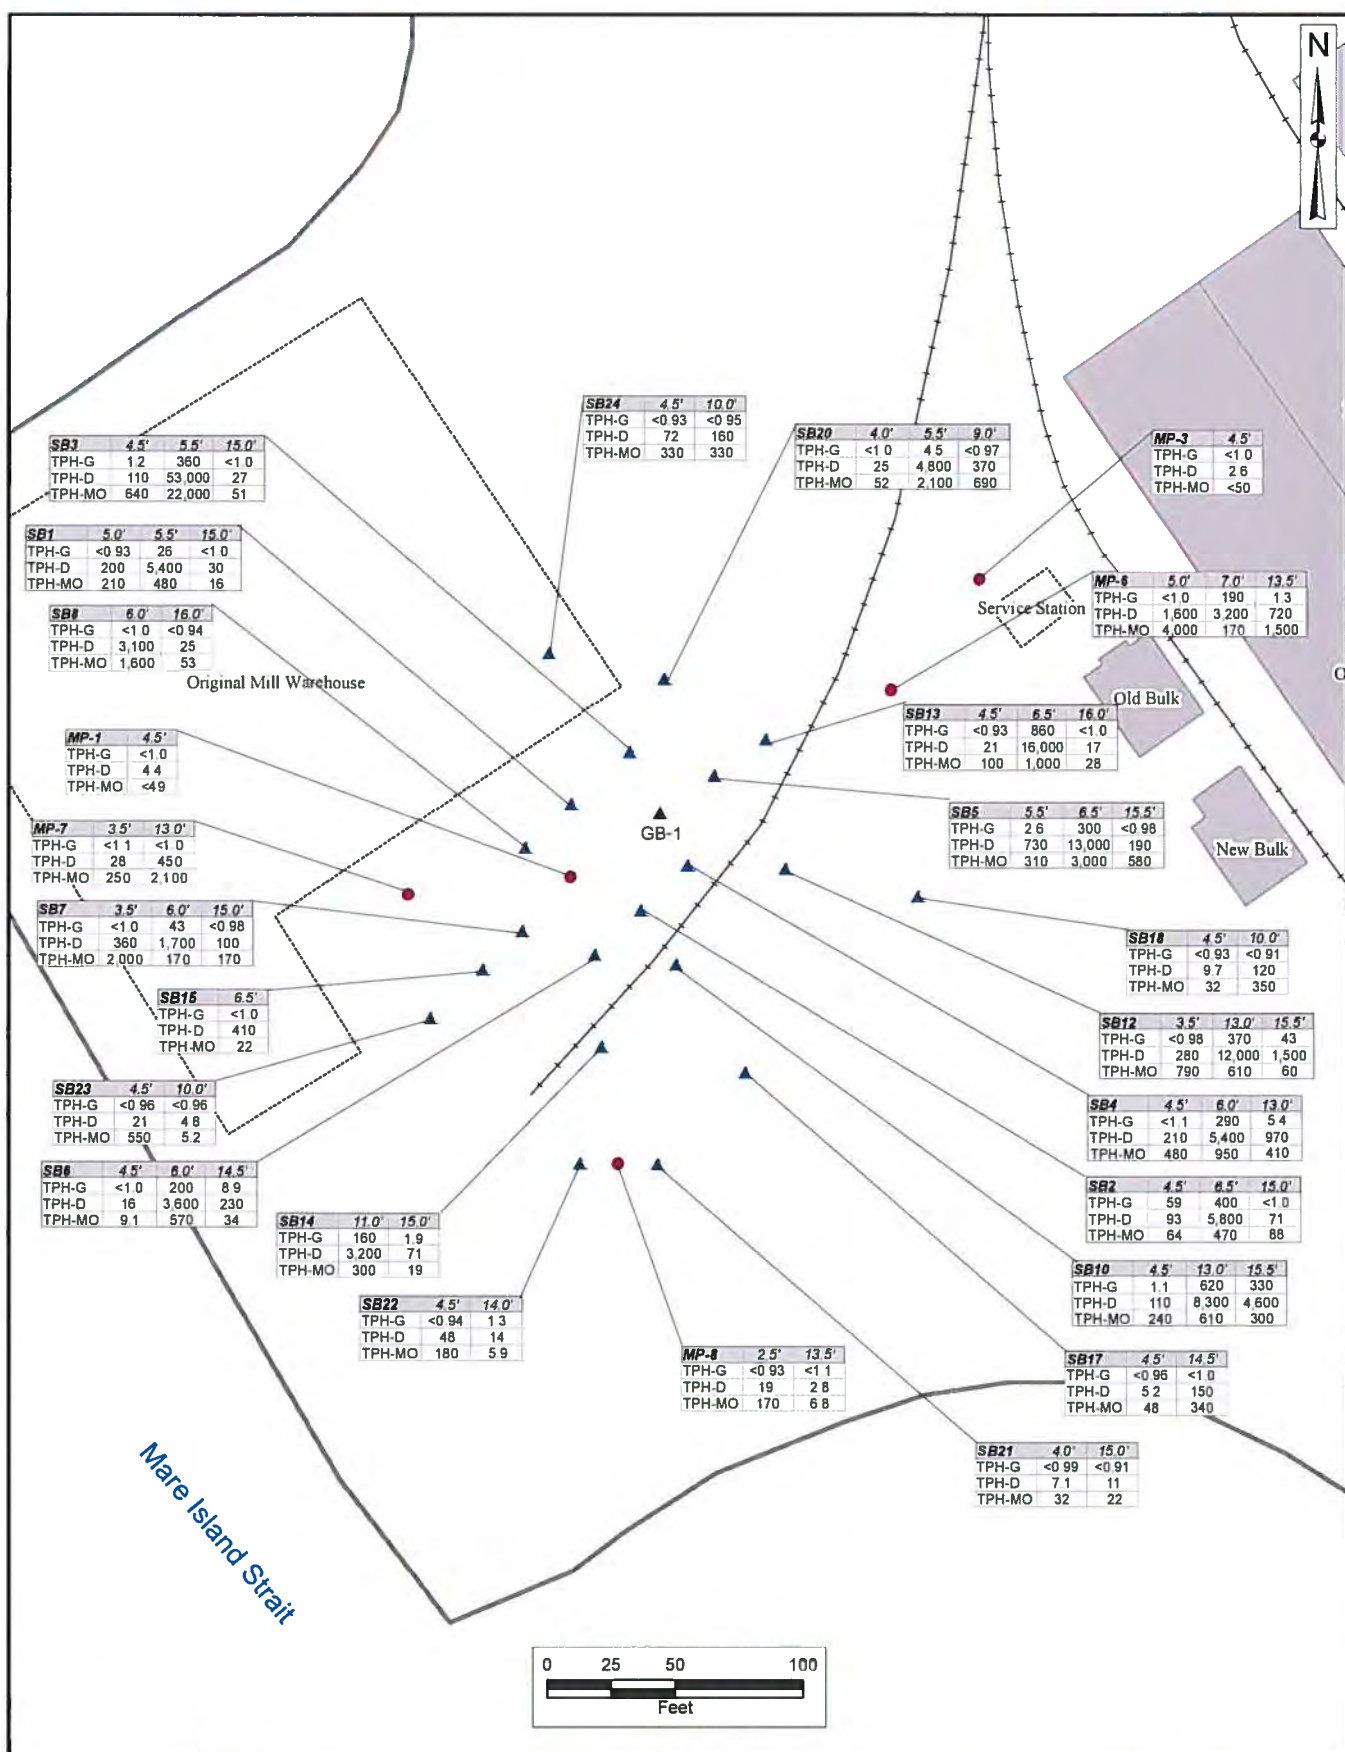 N
SB24 4.5' 10.0'
TPH-G <0.93 <0.95
TPH-D 72 160
TPH-MO 330 330
SB20 4.0' 5.5' 9.0'
TPH-G <1.0 4.5 <0.97
TPH-D 25 4,800 370
TPH-MO 52 2,100 690
MP-3 4.5'
TPH-G <1.0
TPH-D 2.6
TPH-MO <50
SB3 4.5' 5.5' 15.0'
TPH-G 1.2 360 <1.0
TPH-D 110 53,000 27
TPH-MO 640 22,000 51
SB1 5.0' 5.5' 15.0'
TPH-G <0.93 26 <1.0
TPH-D 200 5,400 30
TPH-MO 210 480 16
MP-6 5.0' 7.0' 13.5'
TPH-G <1.0 190 1.3
TPH-D 1,600 3,200 720
TPH-MO 4,000 170 1,500
Service Station
SB8 6.0' 16.0'
TPH-G <1.0 <0.94
TPH-D 3,100 25
TPH-MO 1,600 53
Original Mill Warehouse
O
Old Bulk
SB13 4.5' 6.5' 16.0'
TPH-G <0.93 860 <1.0
TPH-D 21 16,000 17
TPH-MO 100 1,000 28
MP-1 4.5'
TPH-G <1.0
TPH-D 4.4
TPH-MO <49
SB5 5.5' 6.5' 15.5'
TPH-G 2.6 300 <0.98
TPH-D 730 13,000 190
TPH-MO 310 3,000 580
GB-1
New Bulk
MP-7 3.5' 13.0'
TPH-G <1.1 <1.0
TPH-D 28 450
TPH-MO 250 2,100
SB7 3.5' 6.0' 15.0'
TPH-G <1.0 43 <0.98
TPH-D 360 1,700 100
TPH-MO 2,000 170 170
SB18 4.5' 10.0'
TPH-G <0.93 <0.91
TPH-D 9.7 120
TPH-MO 32 350
SB15 6.5'
TPH-G <1.0
TPH-D 410
TPH-MO 22
SB12 3.5' 13.0' 15.5'
TPH-G <0.98 370 43
TPH-D 280 12,000 1,500
TPH-MO 790 610 60
SB23 4.5' 10.0'
TPH-G <0.96 <0.96
TPH-D 21 4.8
TPH-MO 550 5.2
SB4 4.5' 6.0' 13.0'
TPH-G <1.1 290 5.4
TPH-D 210 5,400 970
TPH-MO 480 950 410
SB6 4.5' 6.0' 14.5'
TPH-G <1.0 200 8.9
TPH-D 16 3,600 230
TPH-MO 9.1 570 34
SB2 4.5' 6.5' 15.0'
TPH-G 59 400 <1.0
TPH-D 93 5,800 71
TPH-MO 64 470 88
SB14 11.0' 15.0'
TPH-G 160 1.9
TPH-D 3,200 71
TPH-MO 300 19
SB10 4.5' 13.0' 15.5'
TPH-G 1.1 620 330
TPH-D 110 8,300 4,600
TPH-MO 240 610 300
SB22 4.5' 14.0'
TPH-G <0.94 1.3
TPH-D 48 14
TPH-MO 180 5.9
MP-8 2.5' 13.5'
TPH-G <0.93 <1.1
TPH-D 19 2.8
TPH-MO 170 6.8
SB17 4.5' 14.5'
TPH-G <0.96 <1.0
TPH-D 5.2 150
TPH-MO 48 340
SB21 4.0' 15.0'
TPH-G <0.99 <0.91
TPH-D 7.1 11
TPH-MO 32 22
Mare Island Strait
0 25 50 100
Feet